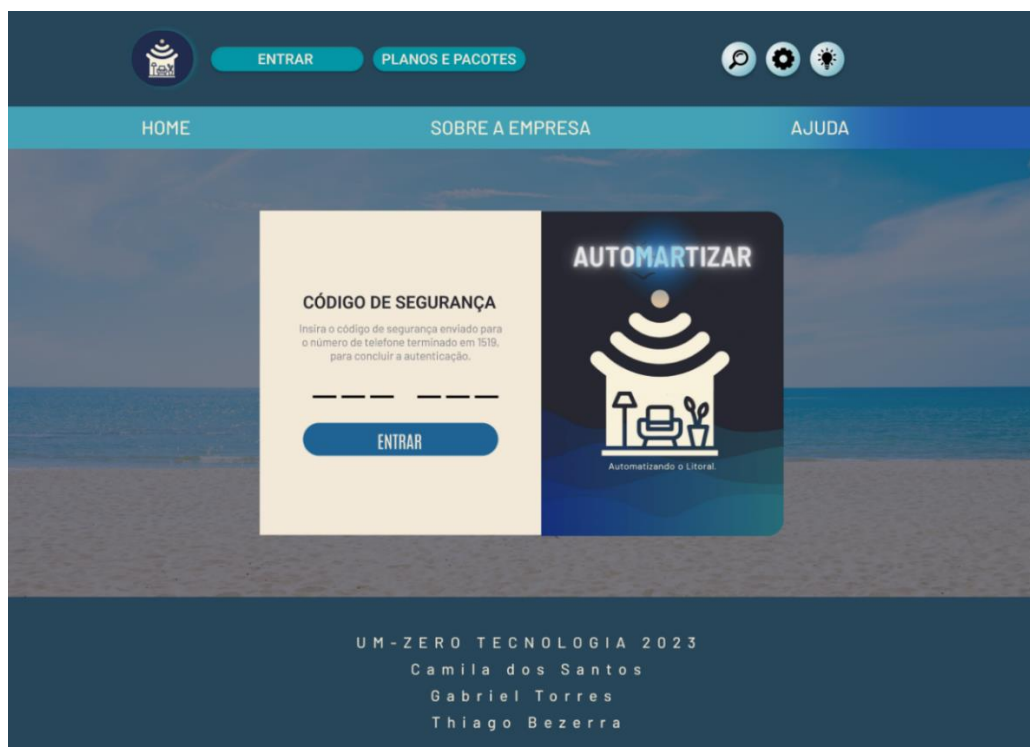 ENTRAR
PLANOS E PACOTES
HOME
SOBRE A EMPRESA
AJUDA
CÓDIGO DE SEGURANÇA
Insira o código de segurança enviado para
o número de telefone terminado em 1519,
para concluir a autenticação.
ENTRAR
AUTOMARTIZAR
Automatizando o Litoral.
UM-ZERO TECNOLOGIA 2023
Camila dos Santos
Gabriel Torres
Thiago Bezerra